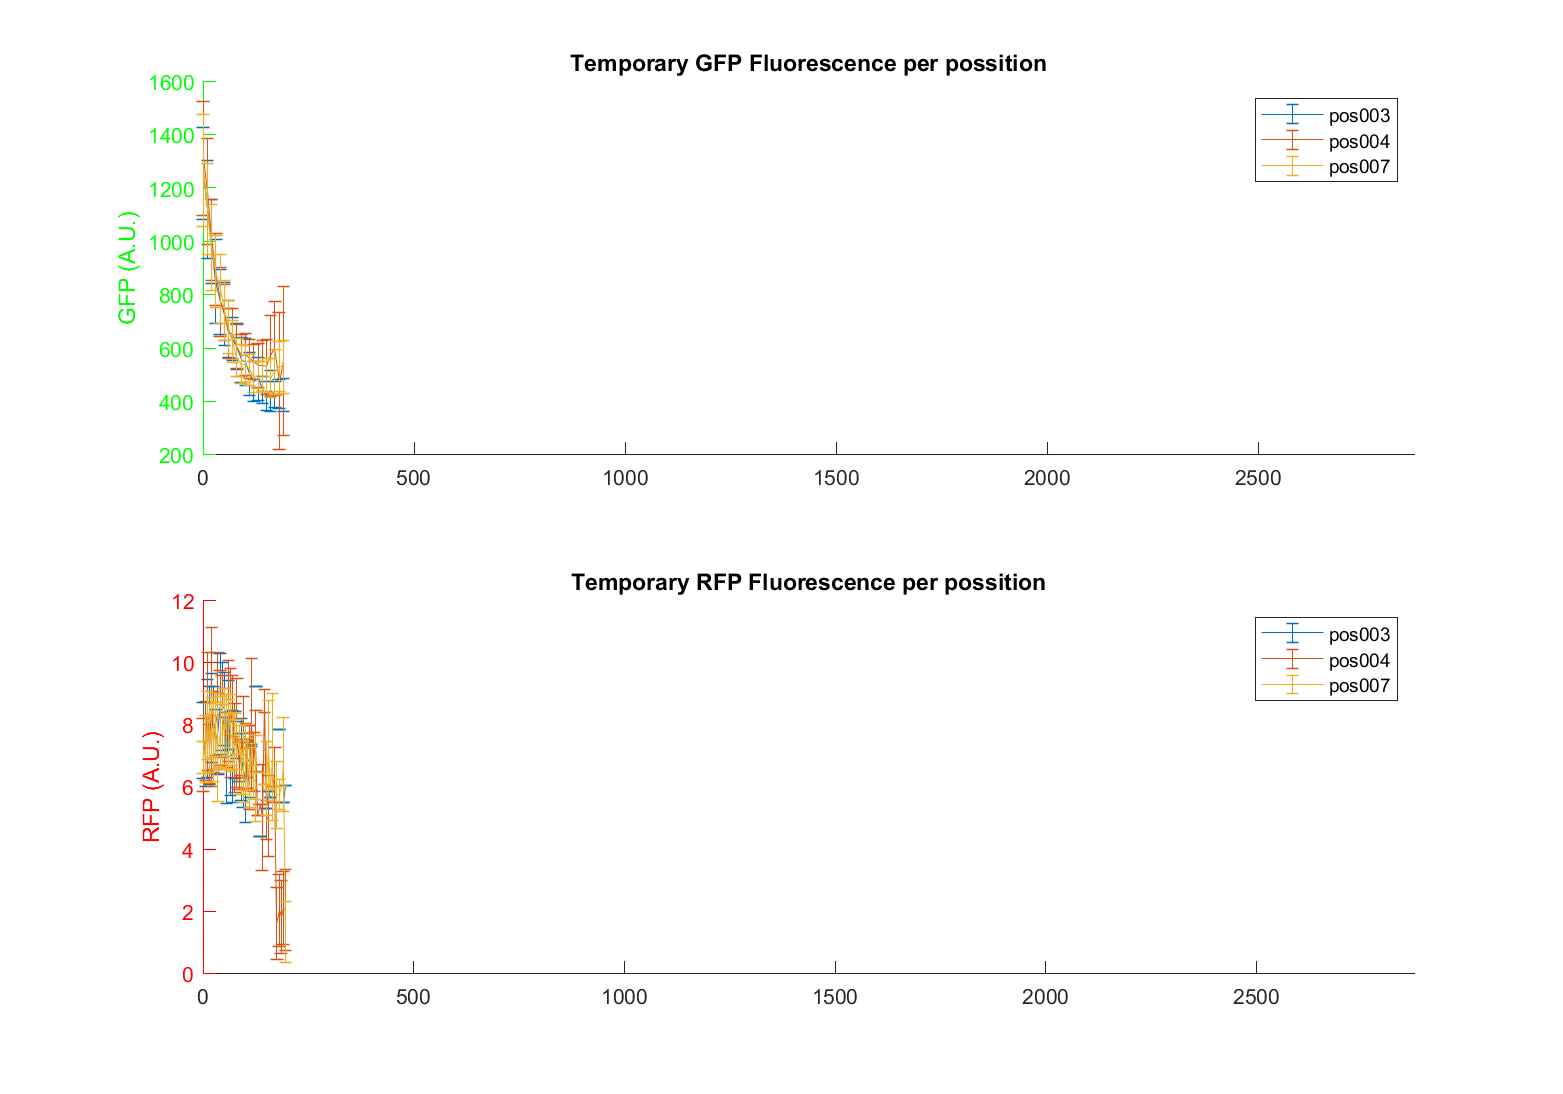 Temporary GFP Fluorescence per possition
GFP (A.U.)
1600
1400
1200
1000
800
600
400
200
0 500 1000 1500 2000 2500
pos003
pos004
pos007
Temporary RFP Fluorescence per possition
RFP (A.U.)
12
10
8
6
4
2
0
0 500 1000 1500 2000 2500
pos003
pos004
pos007